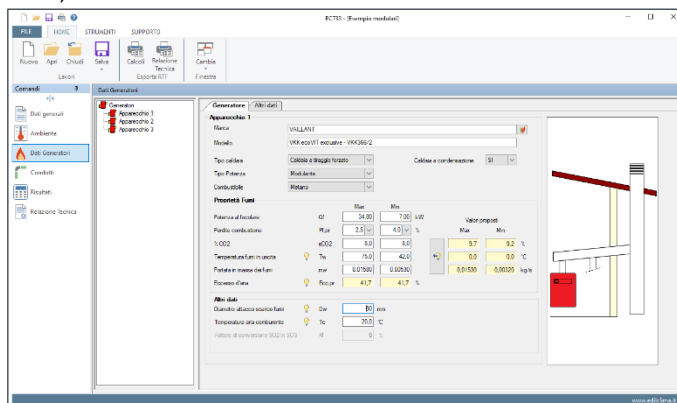 EC733 - [Esempio modulari]
FILE HOME STRUMENTI SUPPORTO
Nuovo Apri Chiudi Salva Calcoli Relazione Tecnica Cambia
Lavori Esporta RTF Finestra
Comandi
Dati Generatori
Dati generali
Ambiente
Dati Generatori
Condotti
Risultati
Relazione Tecnica
Generatori
Apparecchio 1
Apparecchio 2
Apparecchio 3
Generatore Altri dati
Apparecchio 1
Marca VAILLANT
Modello VKK ecoVIT exclusive - VKK366/2
Tipo caldaia Caldaia a tiraggio forzato Caldaia a condensazione SI
Tipo Potenza Modulante
Combustibile Metano
Proprietà Fumi
Max Min Valori proposti
Max Min
Potenza al focolare Qf 34,80 7,00 kW
Perdite combustione Pf,pr 2,5 4,0 %
% CO2 σCO2 8,0 8,0 9,7 9,2 %
Temperatura fumi in uscita Tw 75,0 42,0 0,0 0,0 °C
Portata in massa dei fumi mw 0,01580 0,00530 0,01530 0,00320 kg/s
Eccesso d'aria Ecc,pr 41,7 41,7 %
Altri dati
Diametro attacco scarico fumi Dw 80 mm
Temperatura aria comburente Tc 20,0 °C
Fattore di conversione SO2 in SO3 Kf 0 %
www.edilclima.it